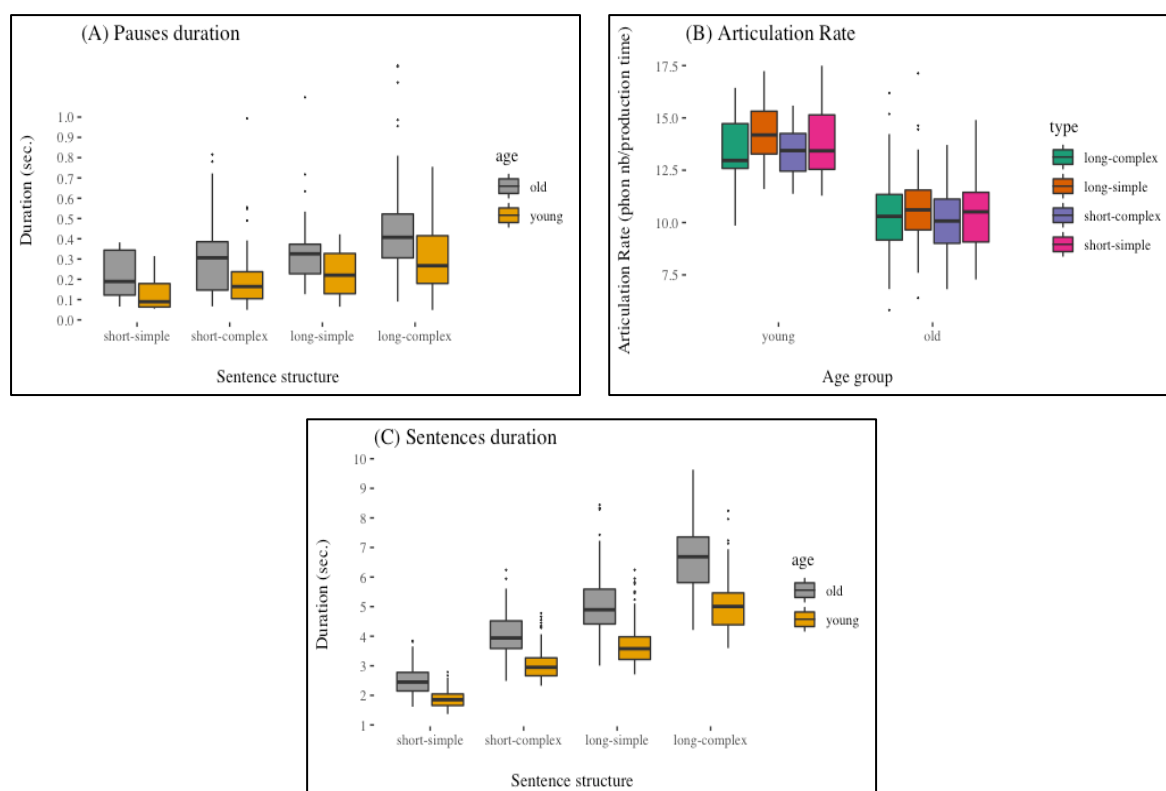 (A) Pauses duration
Duration (sec.)
1.0
0.9
0.8
0.7
0.6
0.5
0.4
0.3
0.2
0.1
0.0
short-simple short-complex long-simple long-complex
Sentence structure
age
old
young
(B) Articulation Rate
Articulation Rate (phon nb/production time)
17.5
15.0
12.5
10.0
7.5
young old
Age group
type
long-complex
long-simple
short-complex
short-simple
(C) Sentences duration
Duration (sec.)
10
9
8
7
6
5
4
3
2
1
short-simple short-complex long-simple long-complex
Sentence structure
age
old
young